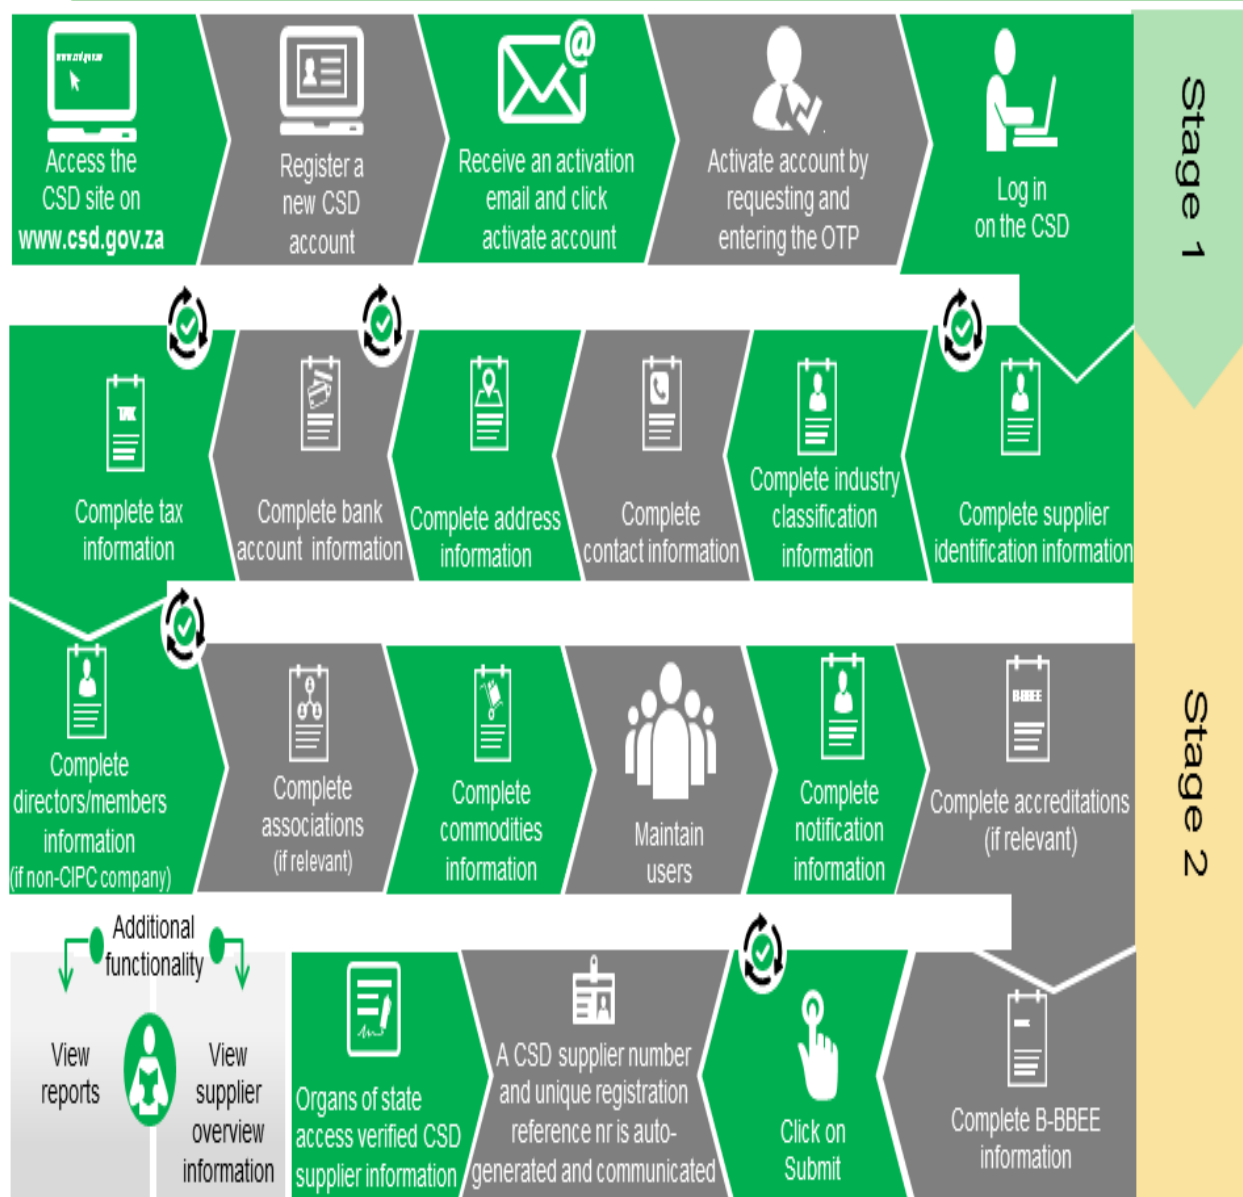 www.csd.gov.za
Access the
CSD site on
www.csd.gov.za
Register a
new CSD
account
@
Receive an activation
email and click
activate account
Activate account by
requesting and
entering the OTP
Log in
on the CSD
Stage 1
TAX
Complete tax
information
Complete bank
account information
Complete address
information
Complete
contact information
Complete industry
classification
information
Complete supplier
identification information
Complete
directors/members
information
(if non-CIPC company)
Complete
associations
(if relevant)
Complete
commodities
information
Maintain
users
Complete
notification
information
B-BBEE
Complete accreditations
(if relevant)
Stage 2
Additional
functionality
View
reports
View
supplier
overview
information
Organs of state
access verified CSD
supplier information
A CSD supplier number
and unique registration
reference nr is auto-
generated and communicated
Click on
Submit
Complete B-BBEE
information